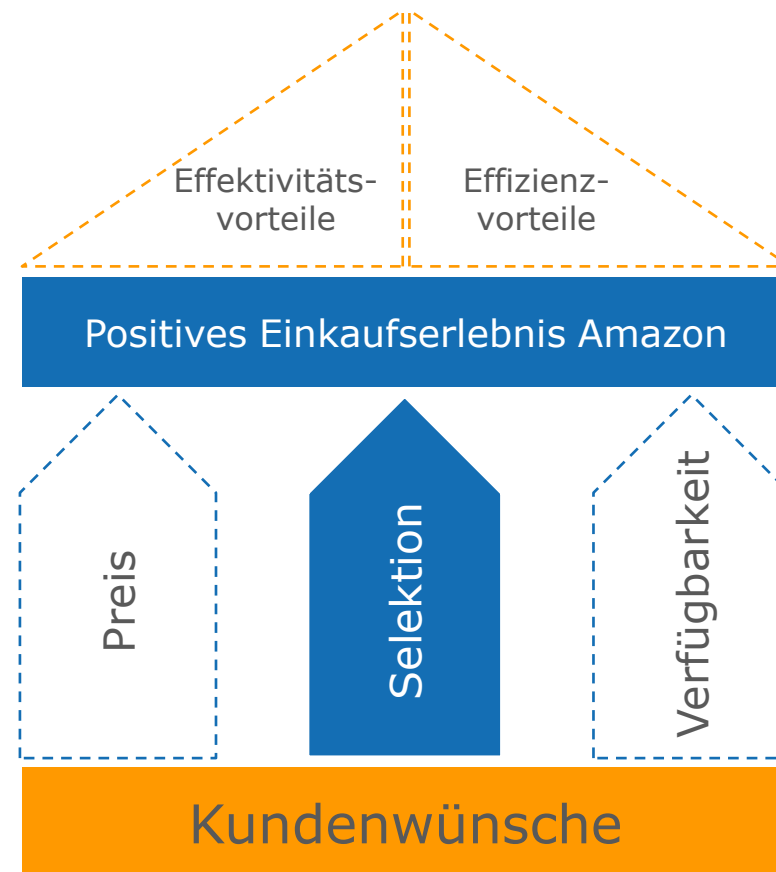 Effektivitäts-
vorteile
Effizienz-
vorteile
Positives Einkaufserlebnis Amazon
Preis
Selektion
Verfügbarkeit
Kundenwünsche